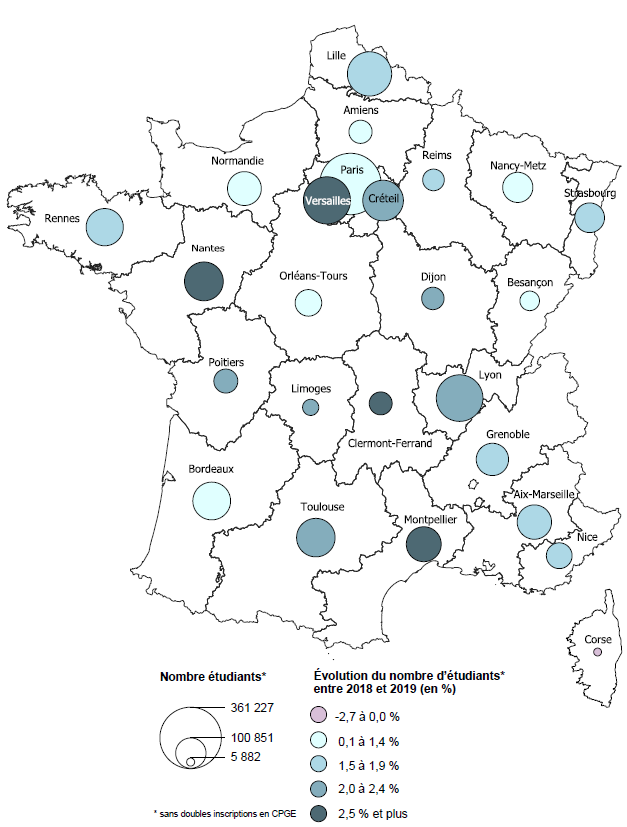 Lille
Amiens
Normandie
Paris
Reims
Nancy-Metz
Strasbourg
Versailles
Créteil
Rennes
Nantes
Orléans-Tours
Dijon
Besançon
Poitiers
Limoges
Lyon
Clermont-Ferrand
Grenoble
Bordeaux
Aix-Marseille
Toulouse
Montpellier
Nice
Corse
Nombre étudiants*
361 227
100 851
5 882
Évolution du nombre d'étudiants*
entre 2018 et 2019 (en %)
-2,7 à 0,0 %
0,1 à 1,4 %
1,5 à 1,9 %
2,0 à 2,4 %
2,5 % et plus
* sans doubles inscriptions en CPGE